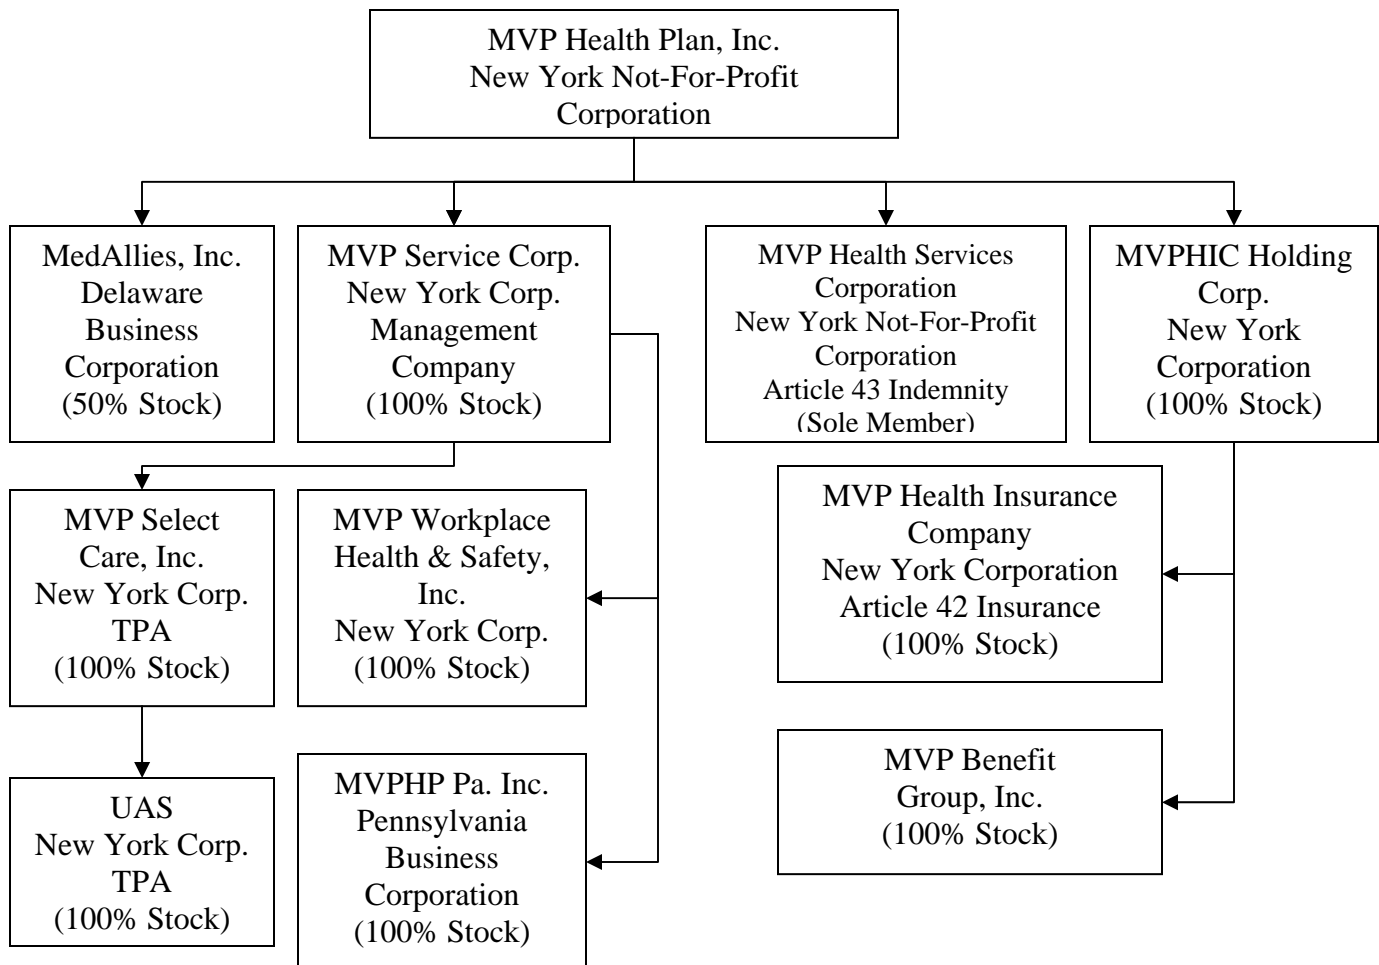 MVP Health Plan, Inc.
New York Not-For-Profit
Corporation
MedAllies, Inc.
Delaware
Business
Corporation
(50% Stock)
MVP Service Corp.
New York Corp.
Management
Company
(100% Stock)
MVP Health Services
Corporation
New York Not-For-Profit
Corporation
Article 43 Indemnity
(Sole Member)
MVPHIC Holding
Corp.
New York
Corporation
(100% Stock)
MVP Select
Care, Inc.
New York Corp.
TPA
(100% Stock)
MVP Workplace
Health & Safety,
Inc.
New York Corp.
(100% Stock)
MVP Health Insurance
Company
New York Corporation
Article 42 Insurance
(100% Stock)
UAS
New York Corp.
TPA
(100% Stock)
MVPHP Pa. Inc.
Pennsylvania
Business
Corporation
(100% Stock)
MVP Benefit
Group, Inc.
(100% Stock)